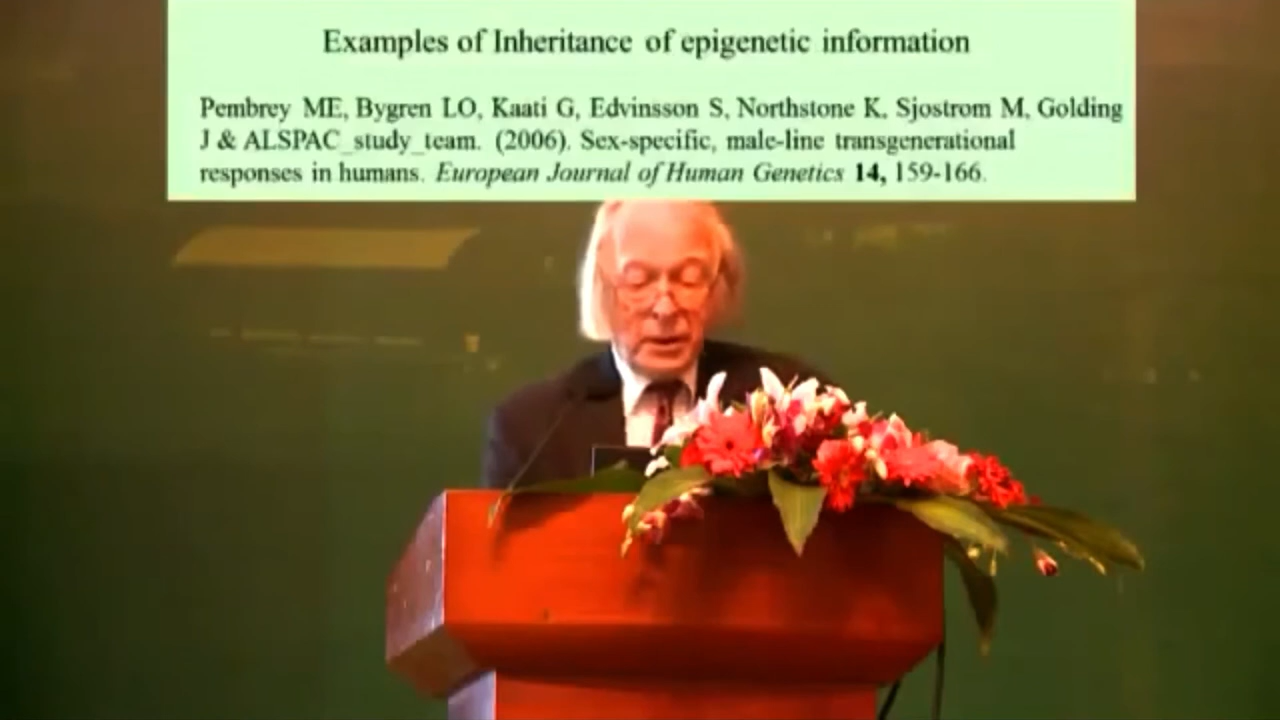 Examples of Inheritance of epigenetic information
Pembrey ME, Bygren LO, Kaati G, Edvinsson S, Northstone K, Sjostrom M, Golding
J & ALSPAC_study_team. (2006). Sex-specific, male-line transgenerational
responses in humans. European Journal of Human Genetics 14, 159-166.